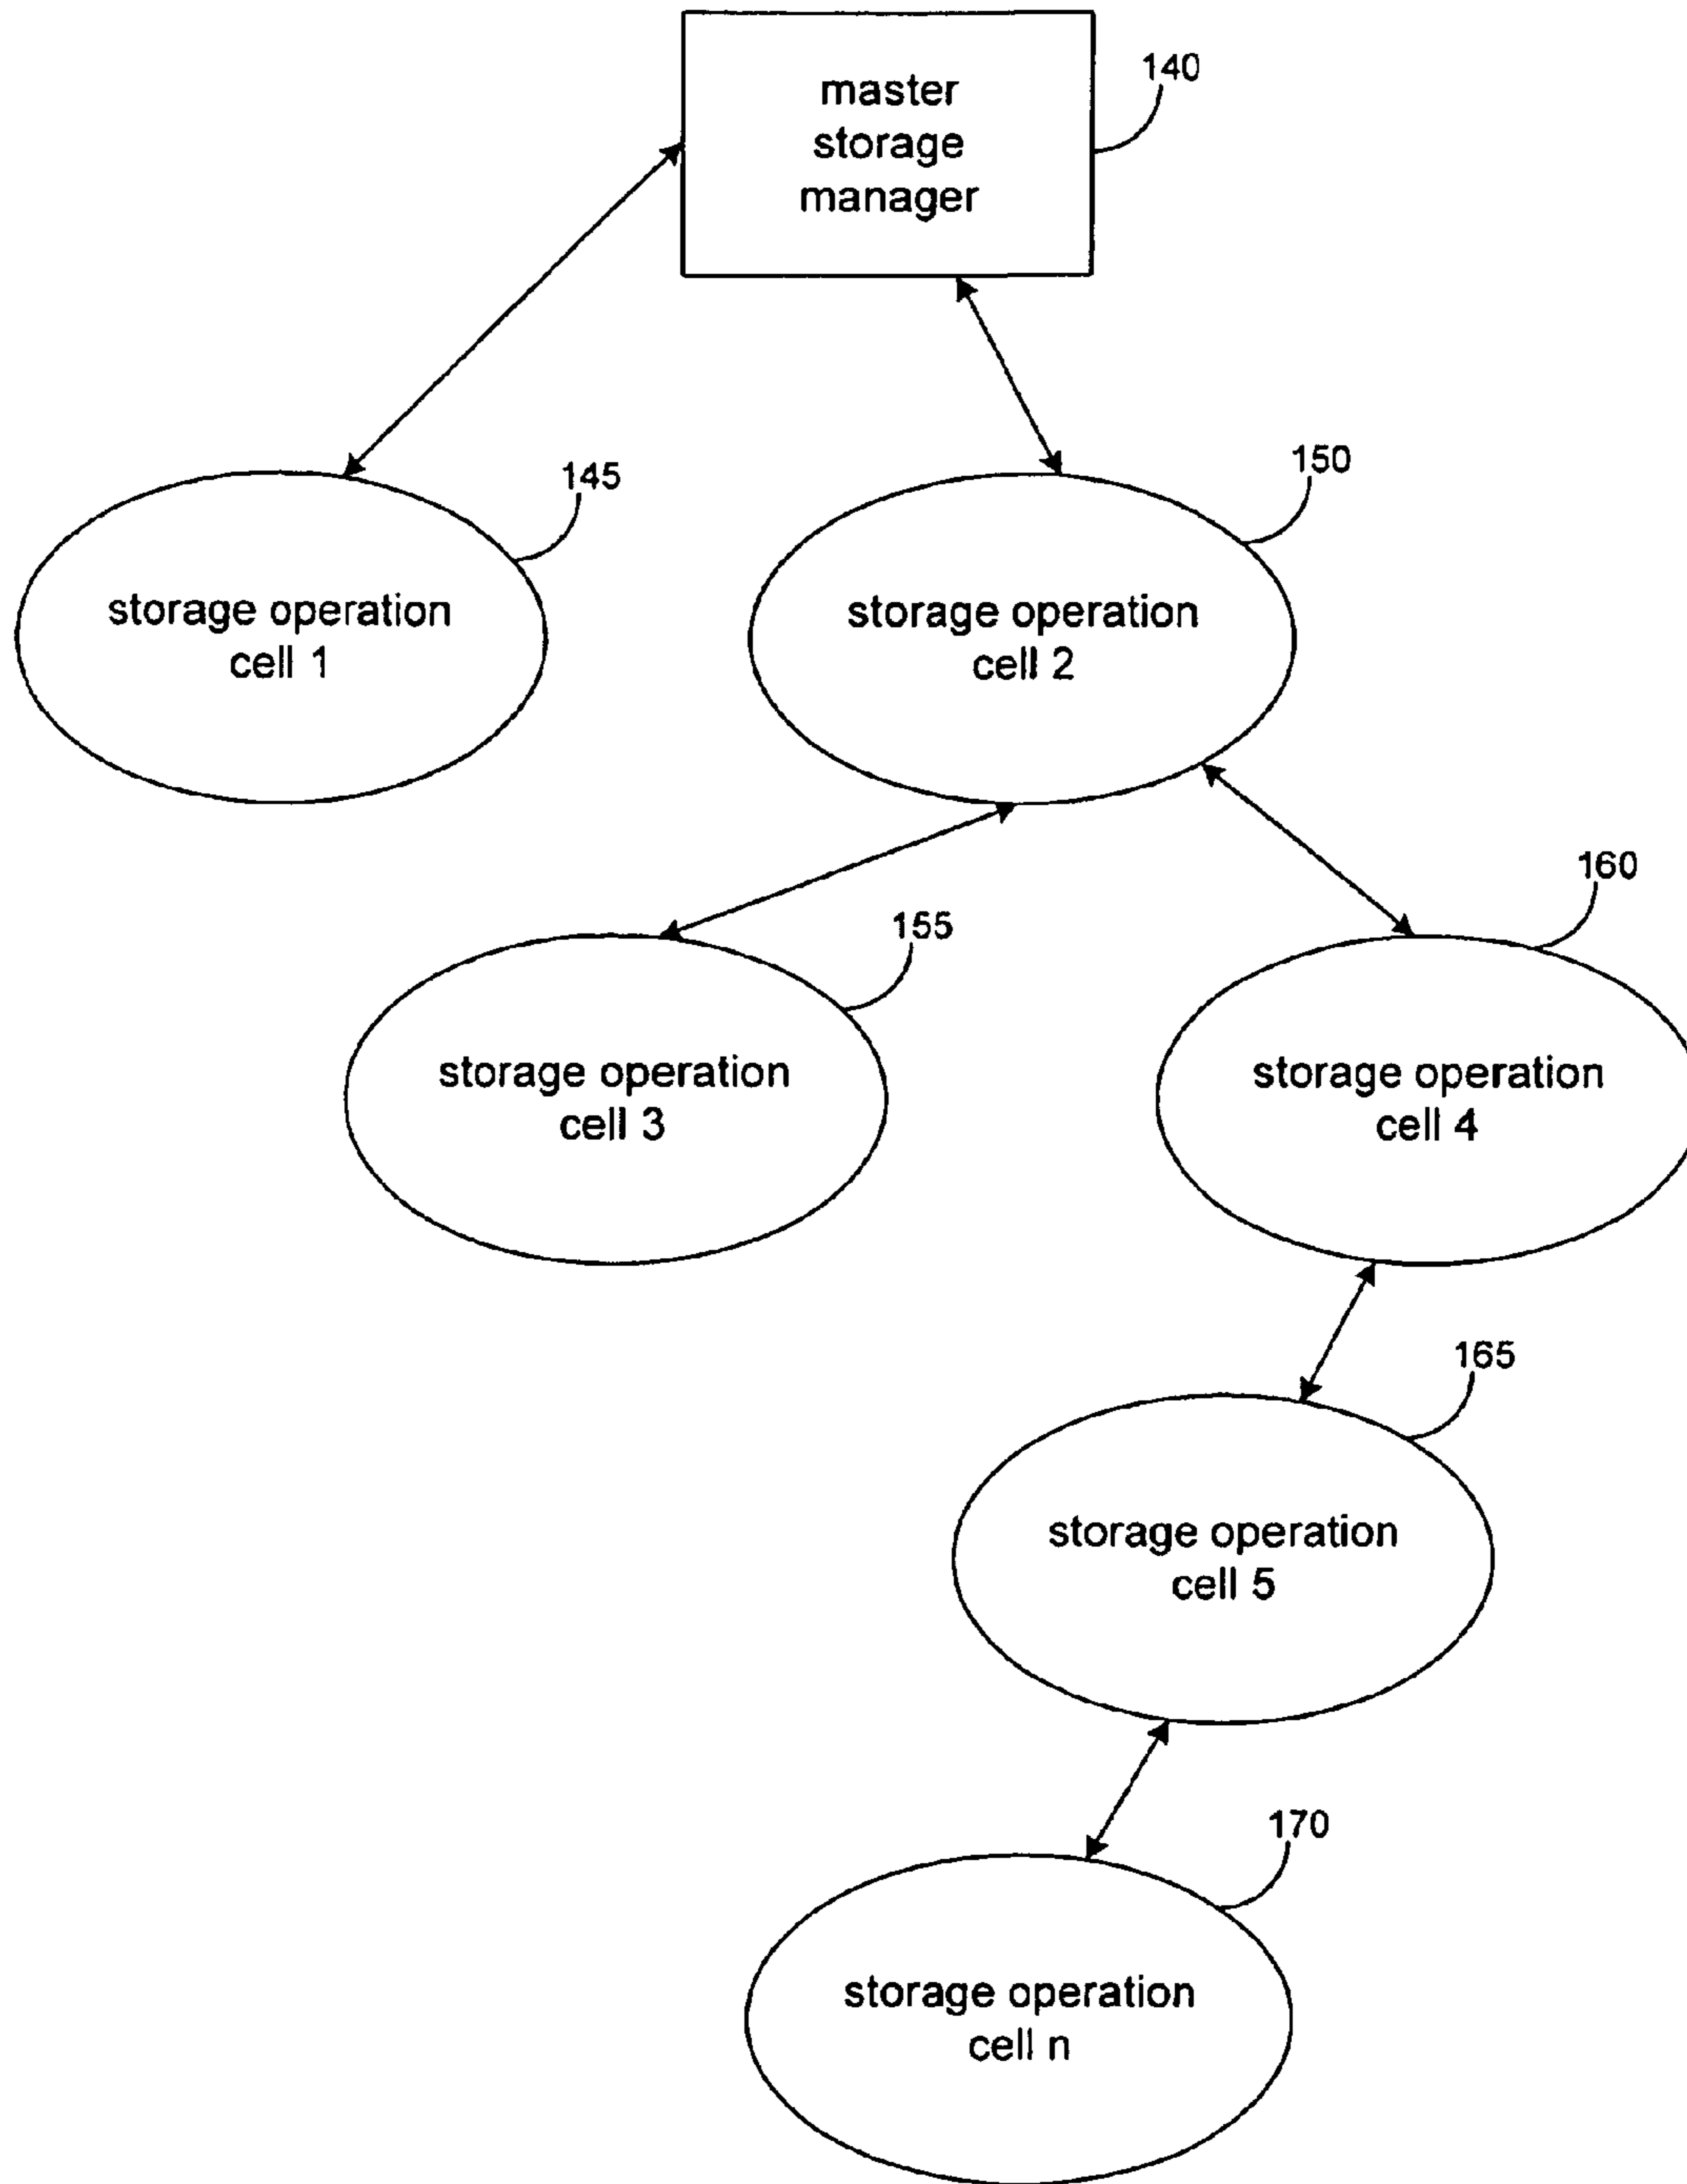 master
storage
manager
140
145
150
storage operation
cell 1
storage operation
cell 2
155
160
storage operation
cell 3
storage operation
cell 4
165
storage operation
cell 5
170
storage operation
cell n